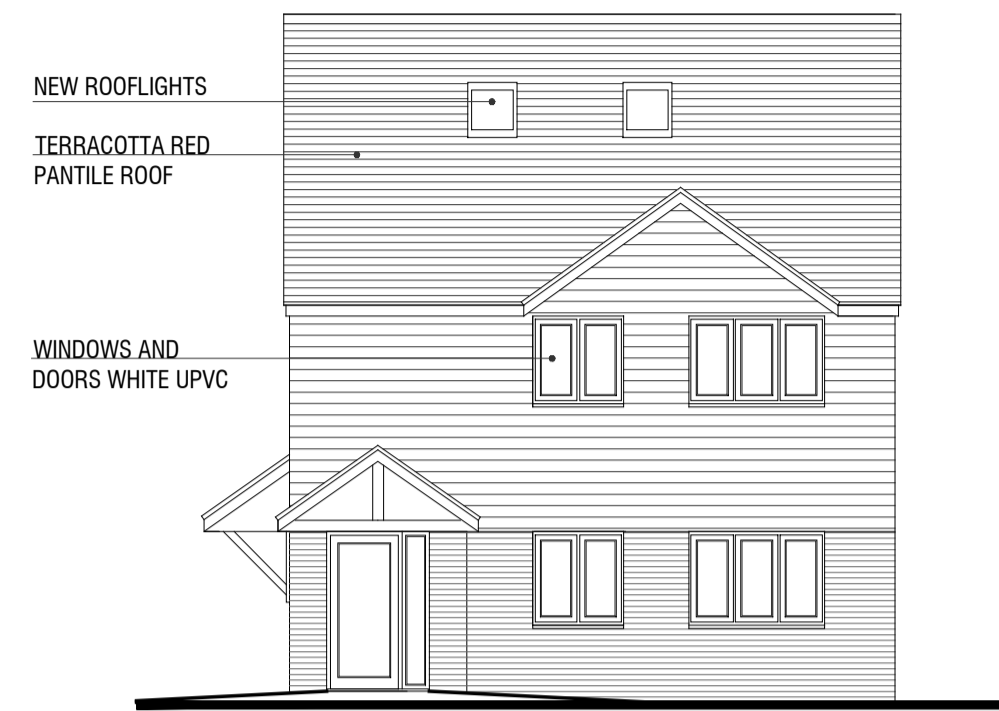 NEW ROOFLIGHTS
TERRACOTTA RED
PANTILE ROOF
WINDOWS AND
DOORS WHITE UPVC